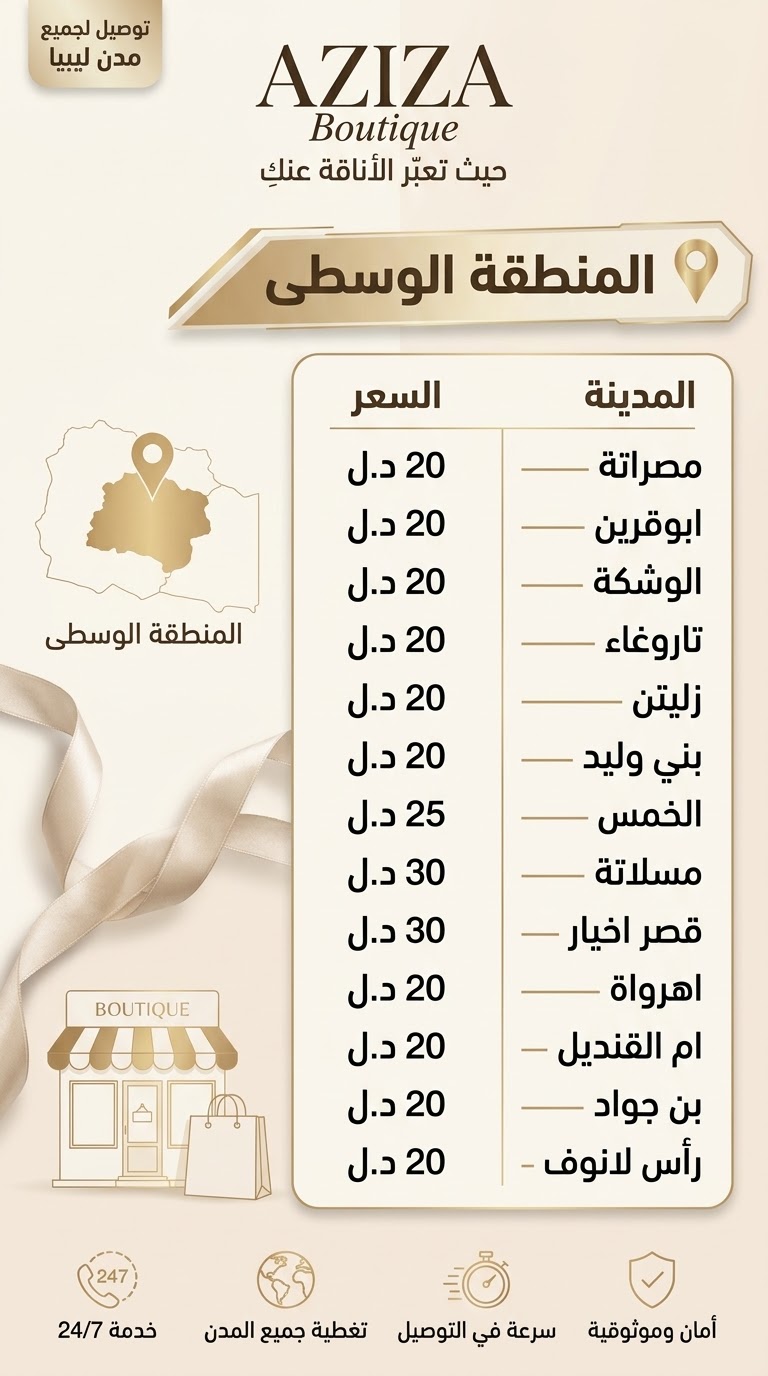 توصيل لجميع
مدن ليبيا
AZIZA
Boutique
حيث تعبّر الأناقة عنكِ
المنطقة الوسطى
المدينة السعر
مصراتة 20 د.ل
ابوقرين 20 د.ل
الوشكة 20 د.ل
تاروغاء 20 د.ل
زليتن 20 د.ل
بني وليد 20 د.ل
الخمس 25 د.ل
مسلاتة 30 د.ل
قصر اخيار 30 د.ل
اهرواة 20 د.ل
ام القنديل 20 د.ل
بن جواد 20 د.ل
رأس لانوف 20 د.ل
المنطقة الوسطى
BOUTIQUE
أمان وموثوقية
سرعة في التوصيل
تغطية جميع المدن
247
خدمة 24/7